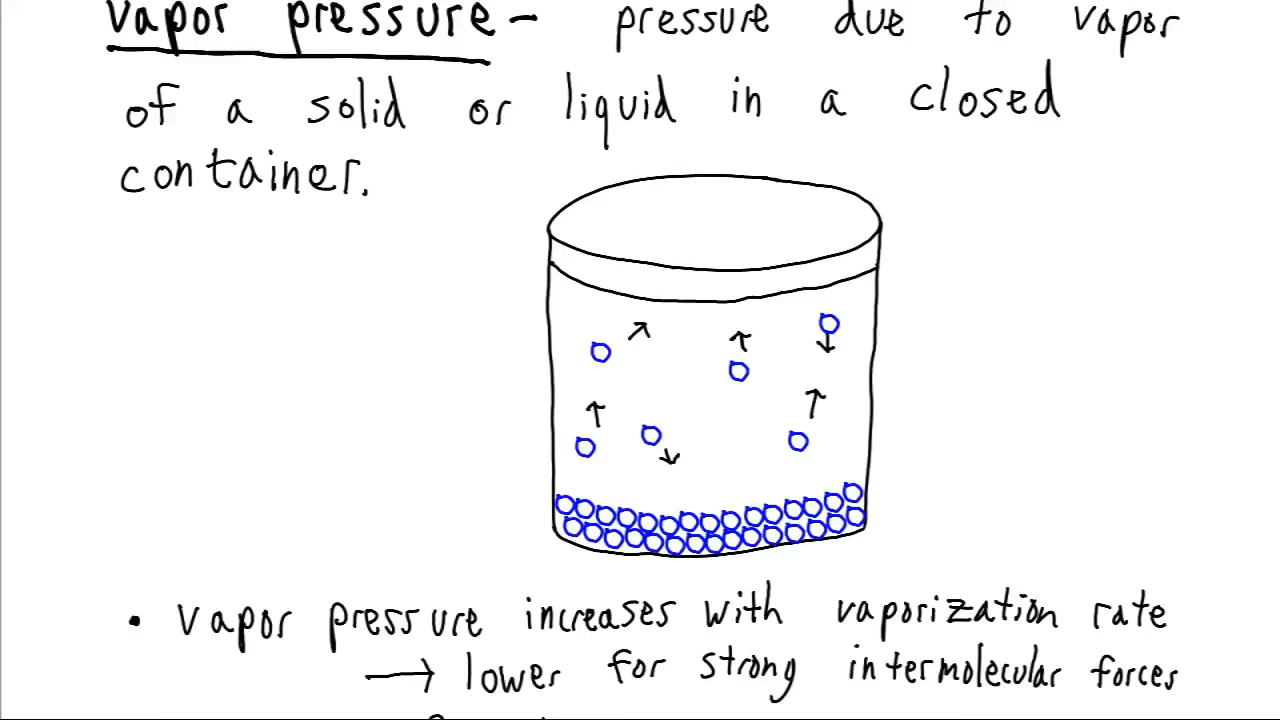 vapor pressure- pressure due to vapor
of a solid or liquid in a closed
container.
• vapor pressure increases with vaporization rate
→ lower for strong intermolecular forces